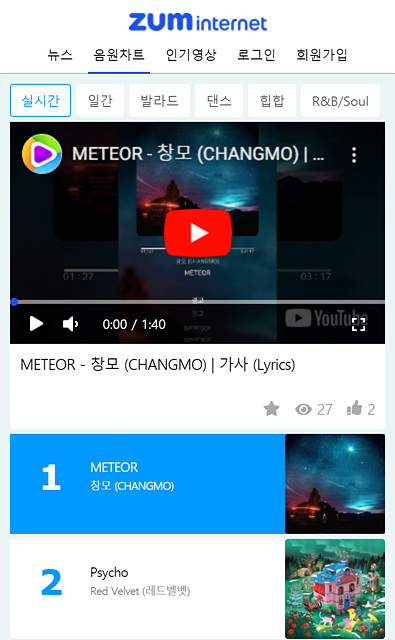 zum internet
뉴스 음원차트 인기영상 로그인 회원가입
실시간 일간 발라드 댄스 힙합 R&B/Soul
METEOR - 창모 (CHANGMO) | ...
창모 (CHANGMO)
METEOR
01:27 03:17
YouTube
0:00 / 1:40
METEOR - 창모 (CHANGMO) | 가사 (Lyrics)
27 2
1 METEOR
창모 (CHANGMO)
2 Psycho
Red Velvet (레드벨벳)